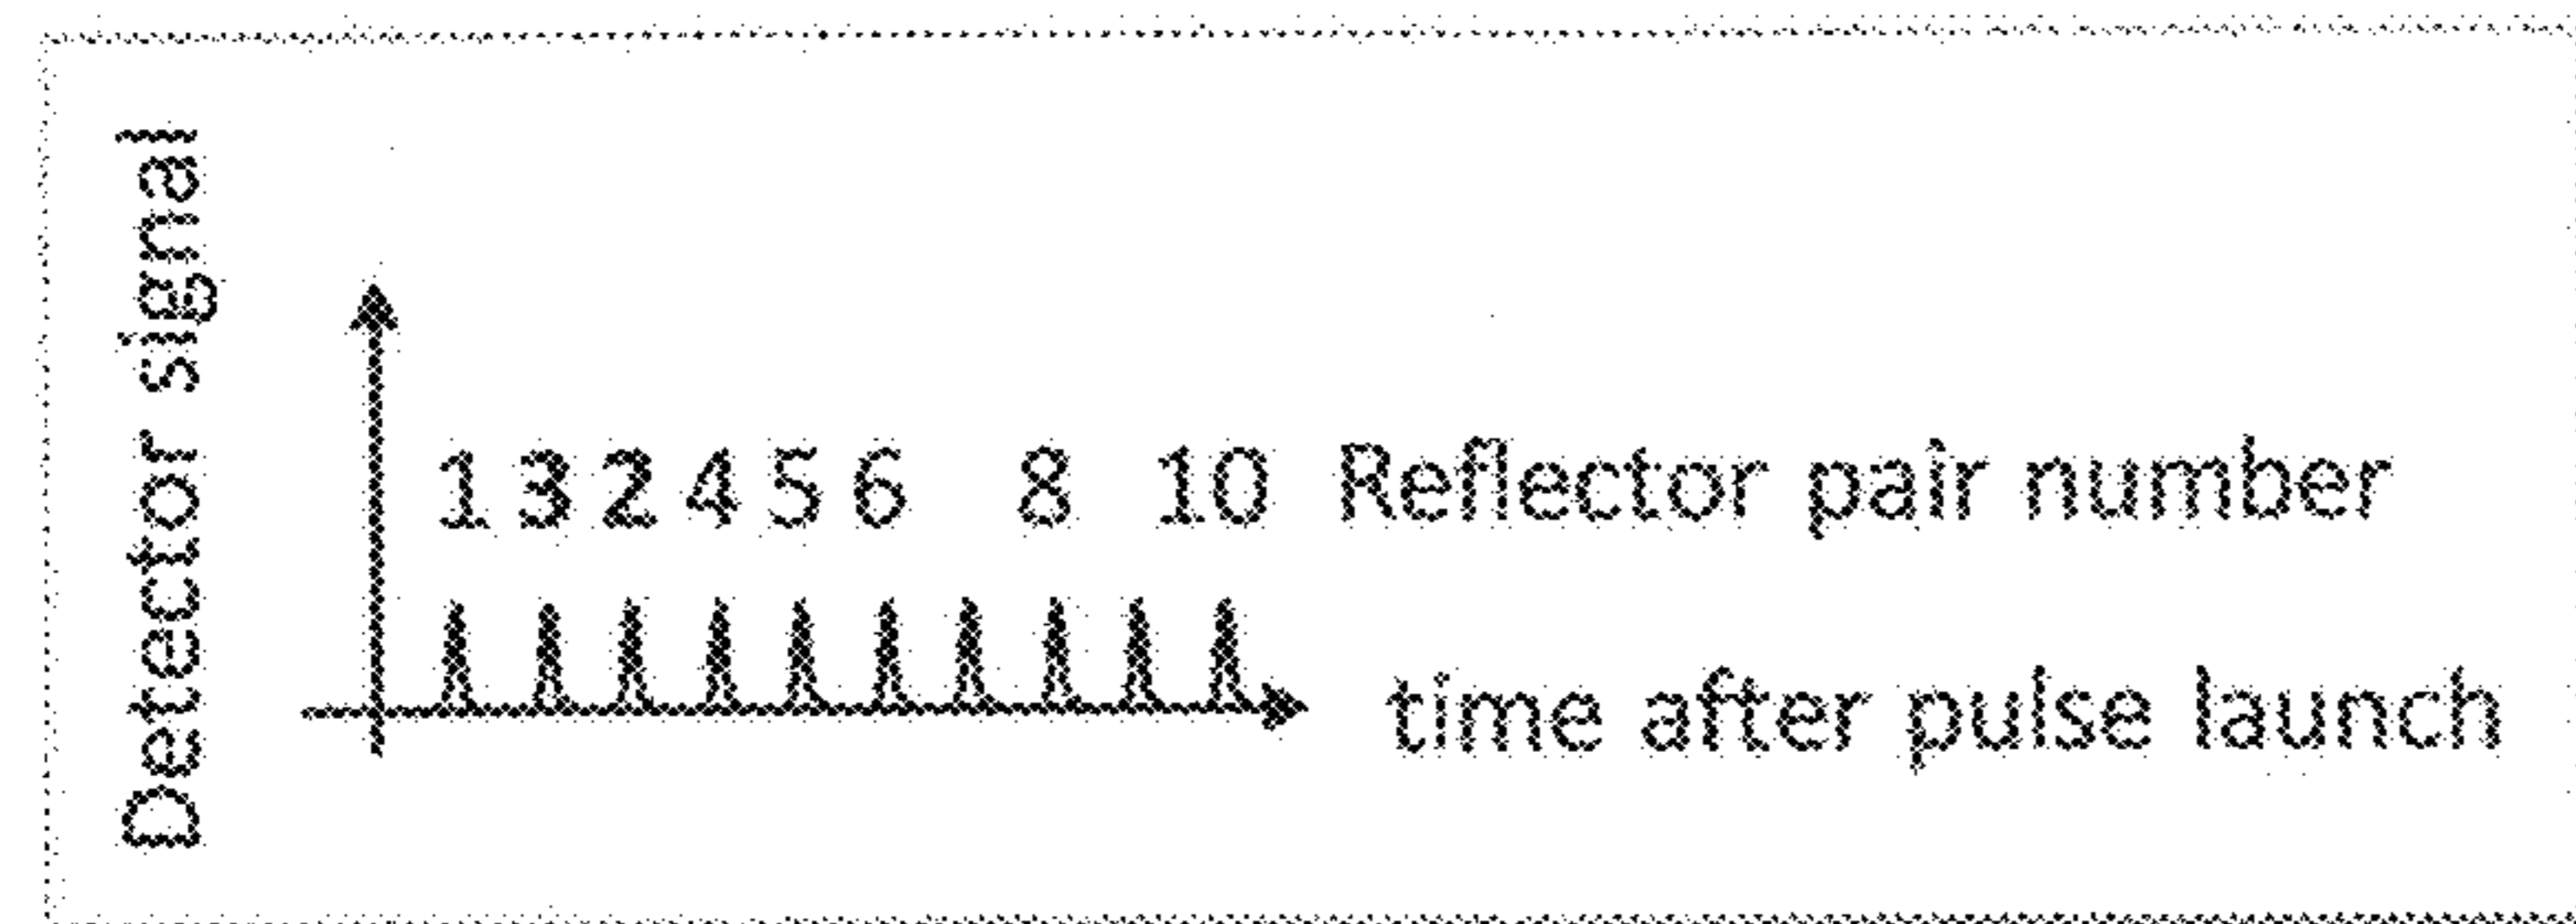 Detector signal
1 3 2 4 5 6 8 10 Reflector pair number
time after pulse launch